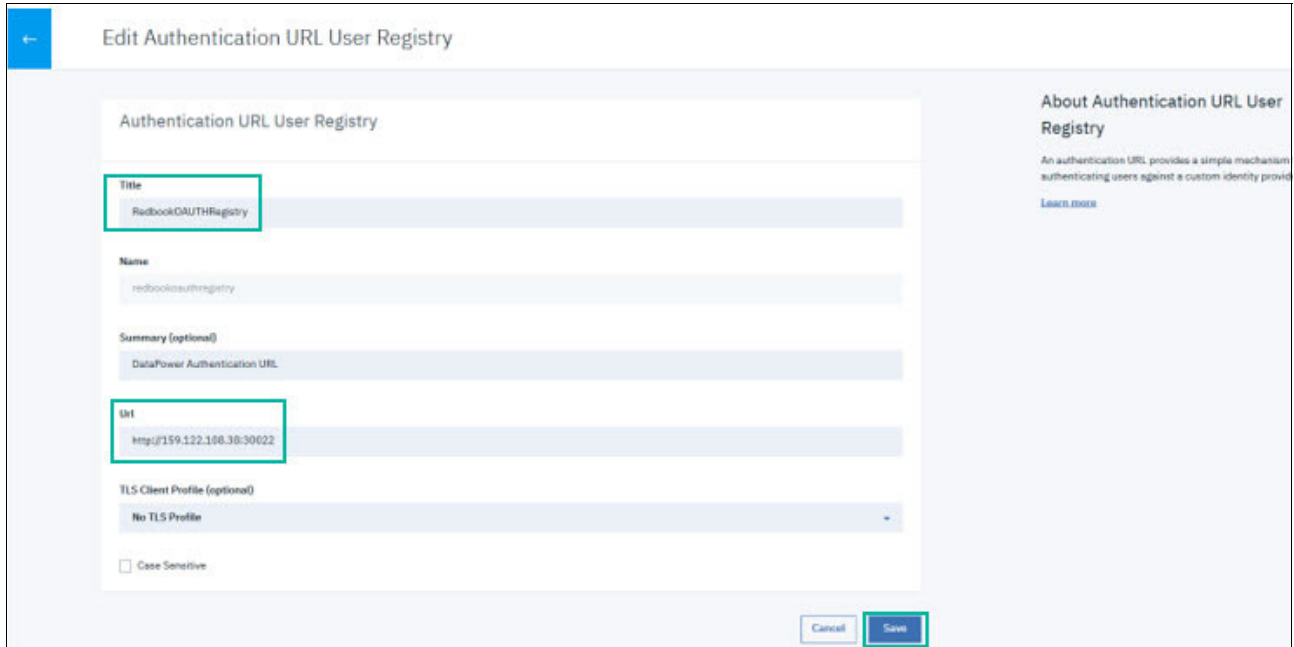 ←
Edit Authentication URL User Registry
Authentication URL User Registry
Title
RedbookOAUTHRegistry
Name
redbookoauthregistry
Summary (optional)
DataPower Authentication URL
Url
http://159.122.108.38:30022
TLS Client Profile (optional)
No TLS Profile
Case Sensitive
Cancel
Save
About Authentication URL User
Registry
An authentication URL provides a simple mechanism
authenticating users against a custom identity provid
Learn more